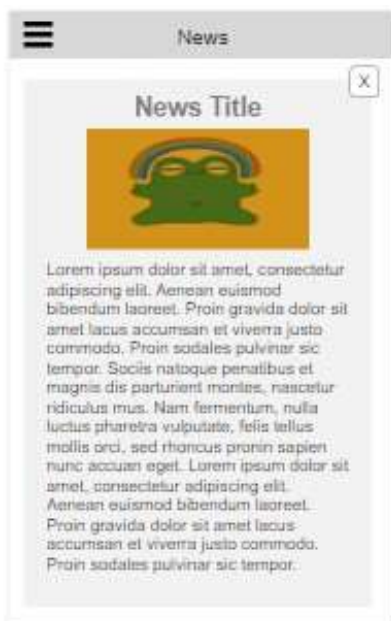 News
X
News Title
Lorem ipsum dolor sit amet, consectetur
adipiscing elit. Aenean euismod
bibendum laoreet. Proin gravida dolor sit
amet lacus accumsan et viverra justo
commodo. Proin sodales pulvinar sic
tempor. Sociis natoque penatibus et
magnis dis parturient montes, nascetur
ridiculus mus. Nam fermentum, nulla
luctus pharetra vulputate, felis tellus
mollis orci, sed rhoncus pronin sapien
nunc accuan eget. Lorem ipsum dolor sit
amet, consectetur adipiscing elit.
Aenean euismod bibendum laoreet.
Proin gravida dolor sit amet lacus
accumsan et viverra justo commodo.
Proin sodales pulvinar sic tempor.